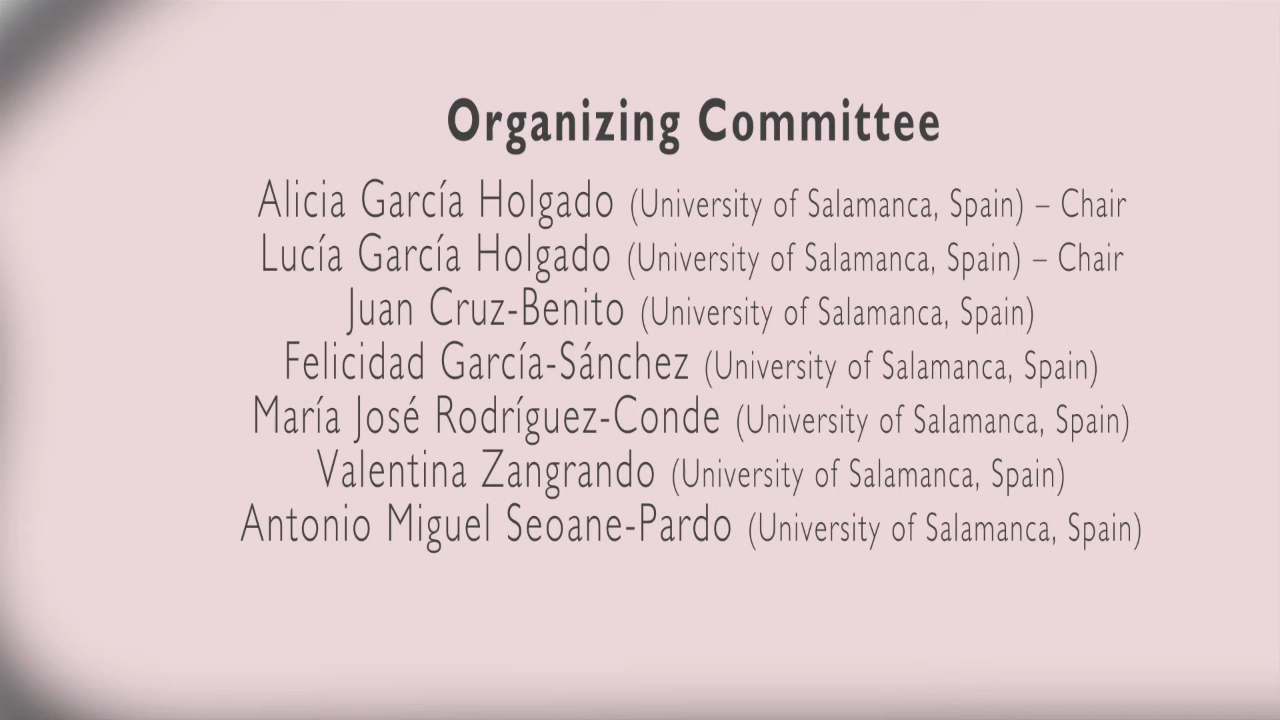 Organizing Committee
Alicia García Holgado (University of Salamanca, Spain) – Chair
Lucía García Holgado (University of Salamanca, Spain) – Chair
Juan Cruz-Benito (University of Salamanca, Spain)
Felicidad García-Sánchez (University of Salamanca, Spain)
María José Rodríguez-Conde (University of Salamanca, Spain)
Valentina Zangrando (University of Salamanca, Spain)
Antonio Miguel Seoane-Pardo (University of Salamanca, Spain)